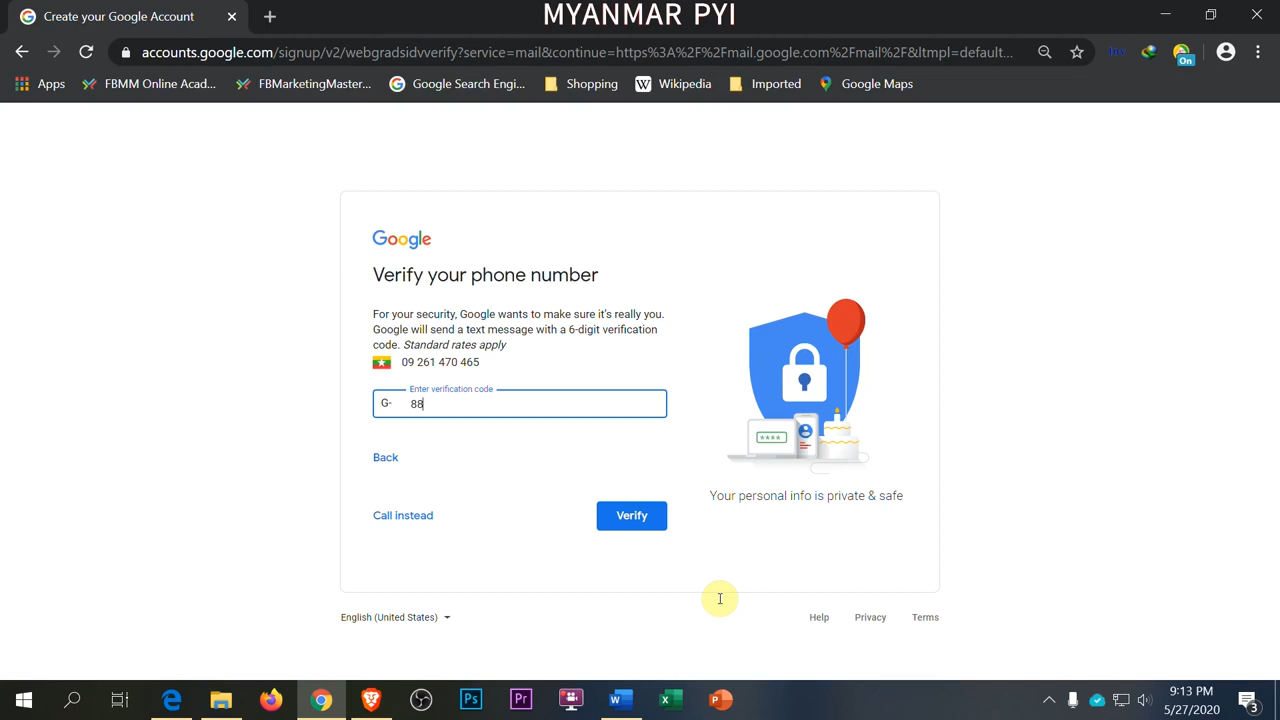 Create your Google Account
MYANMAR PYI
accounts.google.com/signup/v2/webgradsidvverify?service=mail&continue=https%3A%2F%2Fmail.google.com%2Fmail%2F&ltmpl=default...
On
Apps
FBMM Online Acad...
FBMarketingMaster...
Google Search Engi...
Shopping
W Wikipedia
Imported
Google Maps
Google
Verify your phone number
For your security, Google wants to make sure it's really you.
Google will send a text message with a 6-digit verification
code. Standard rates apply
09 261 470 465
Enter verification code
G- 88
Back
Call instead
Verify
****
Your personal info is private & safe
English (United States)
Help
Privacy
Terms
Ps
Pr
9:13 PM
5/27/2020
3